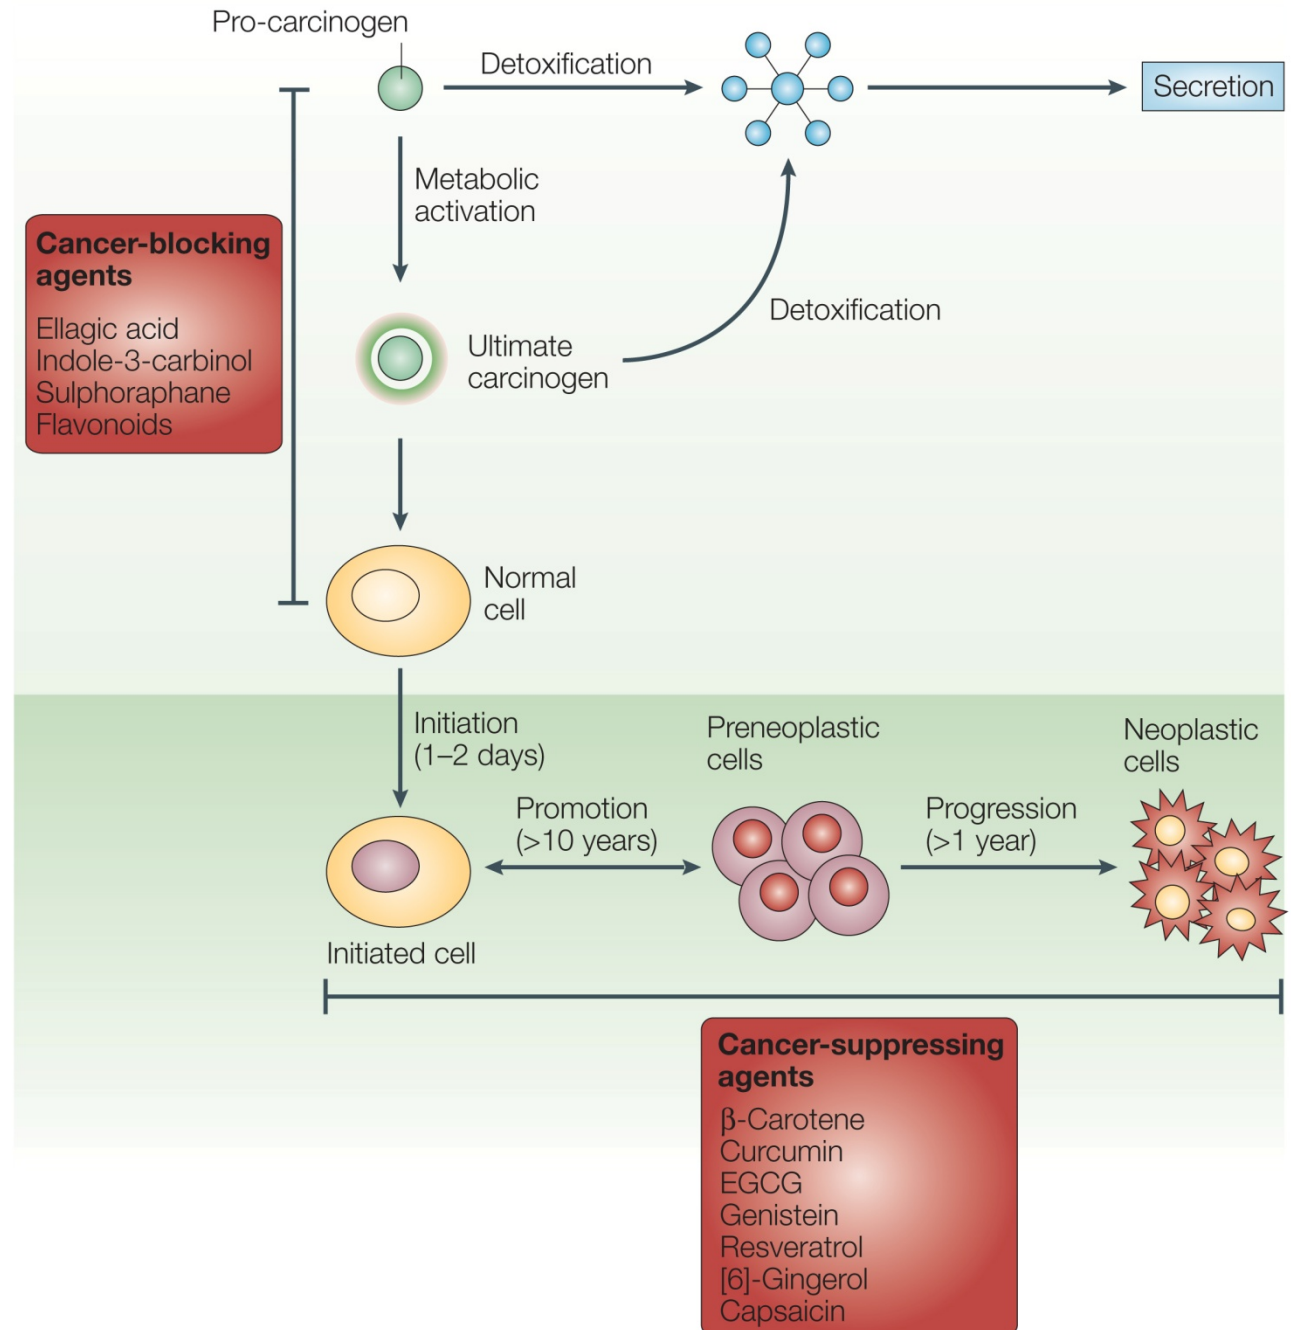 Pro-carcinogen
Detoxification
Secretion
Metabolic
activation
Cancer-blocking
agents
Ellagic acid
Indole-3-carbinol
Sulphoraphane
Flavonoids
Ultimate
carcinogen
Detoxification
Normal
cell
Initiation
(1–2 days)
Preneoplastic
cells
Neoplastic
cells
Promotion
(>10 years)
Progression
(>1 year)
Initiated cell
Cancer-suppressing
agents
β-Carotene
Curcumin
EGCG
Genistein
Resveratrol
[6]-Gingerol
Capsaicin